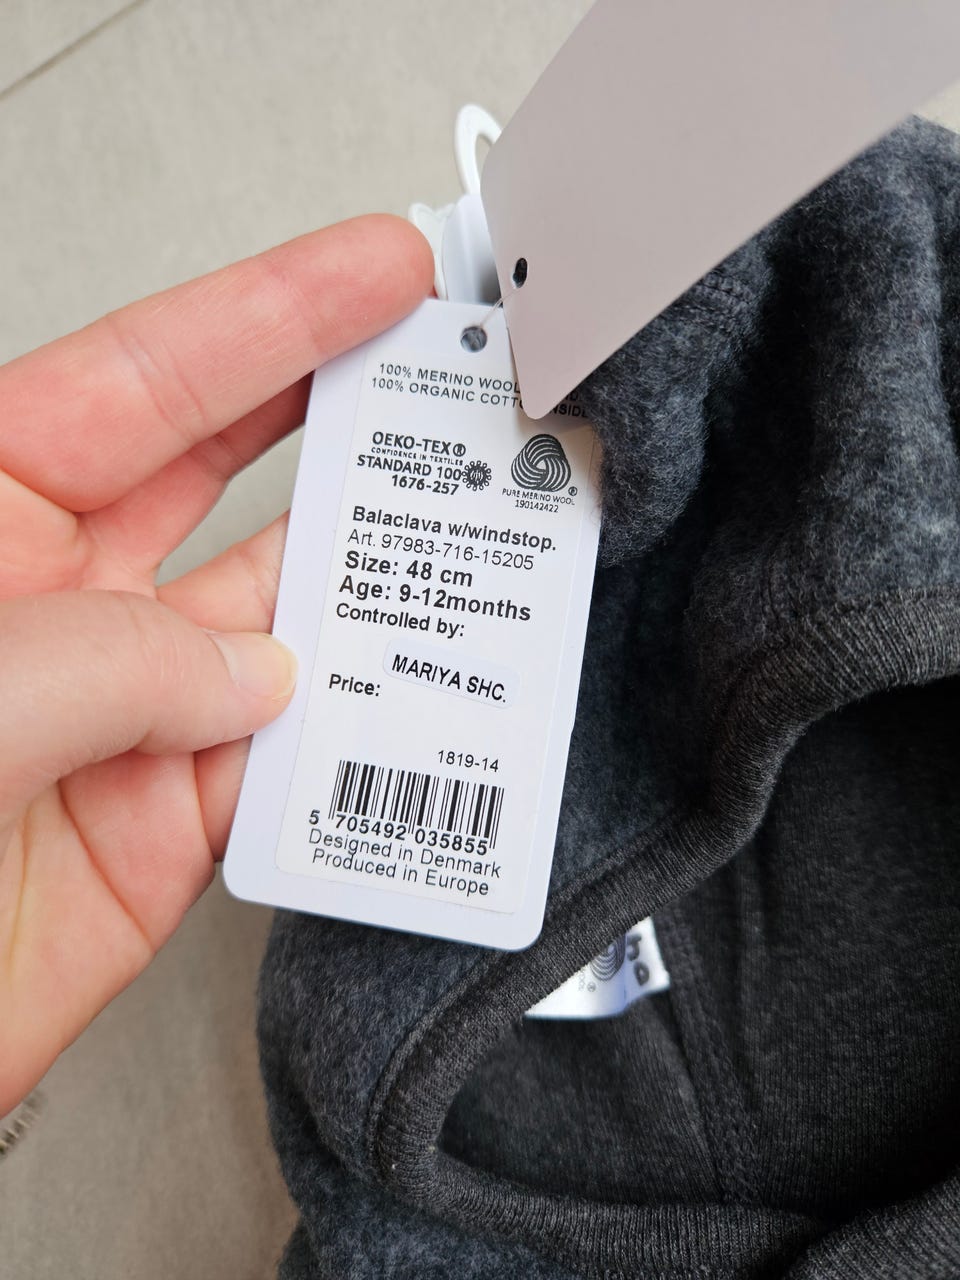 100% MERINO WOOL
100% ORGANIC COTTON INSIDE
OEKO-TEX®
CONFIDENCE IN TEXTILES
STANDARD 100
1676-257
PURE MERINO WOOL
®
190142422
Balaclava w/windstop.
Art. 97983-716-15205
Size: 48 cm
Age: 9-12months
Controlled by:
MARIYA SHC.
Price:
1819-14
5 705492 035855
Designed in Denmark
Produced in Europe